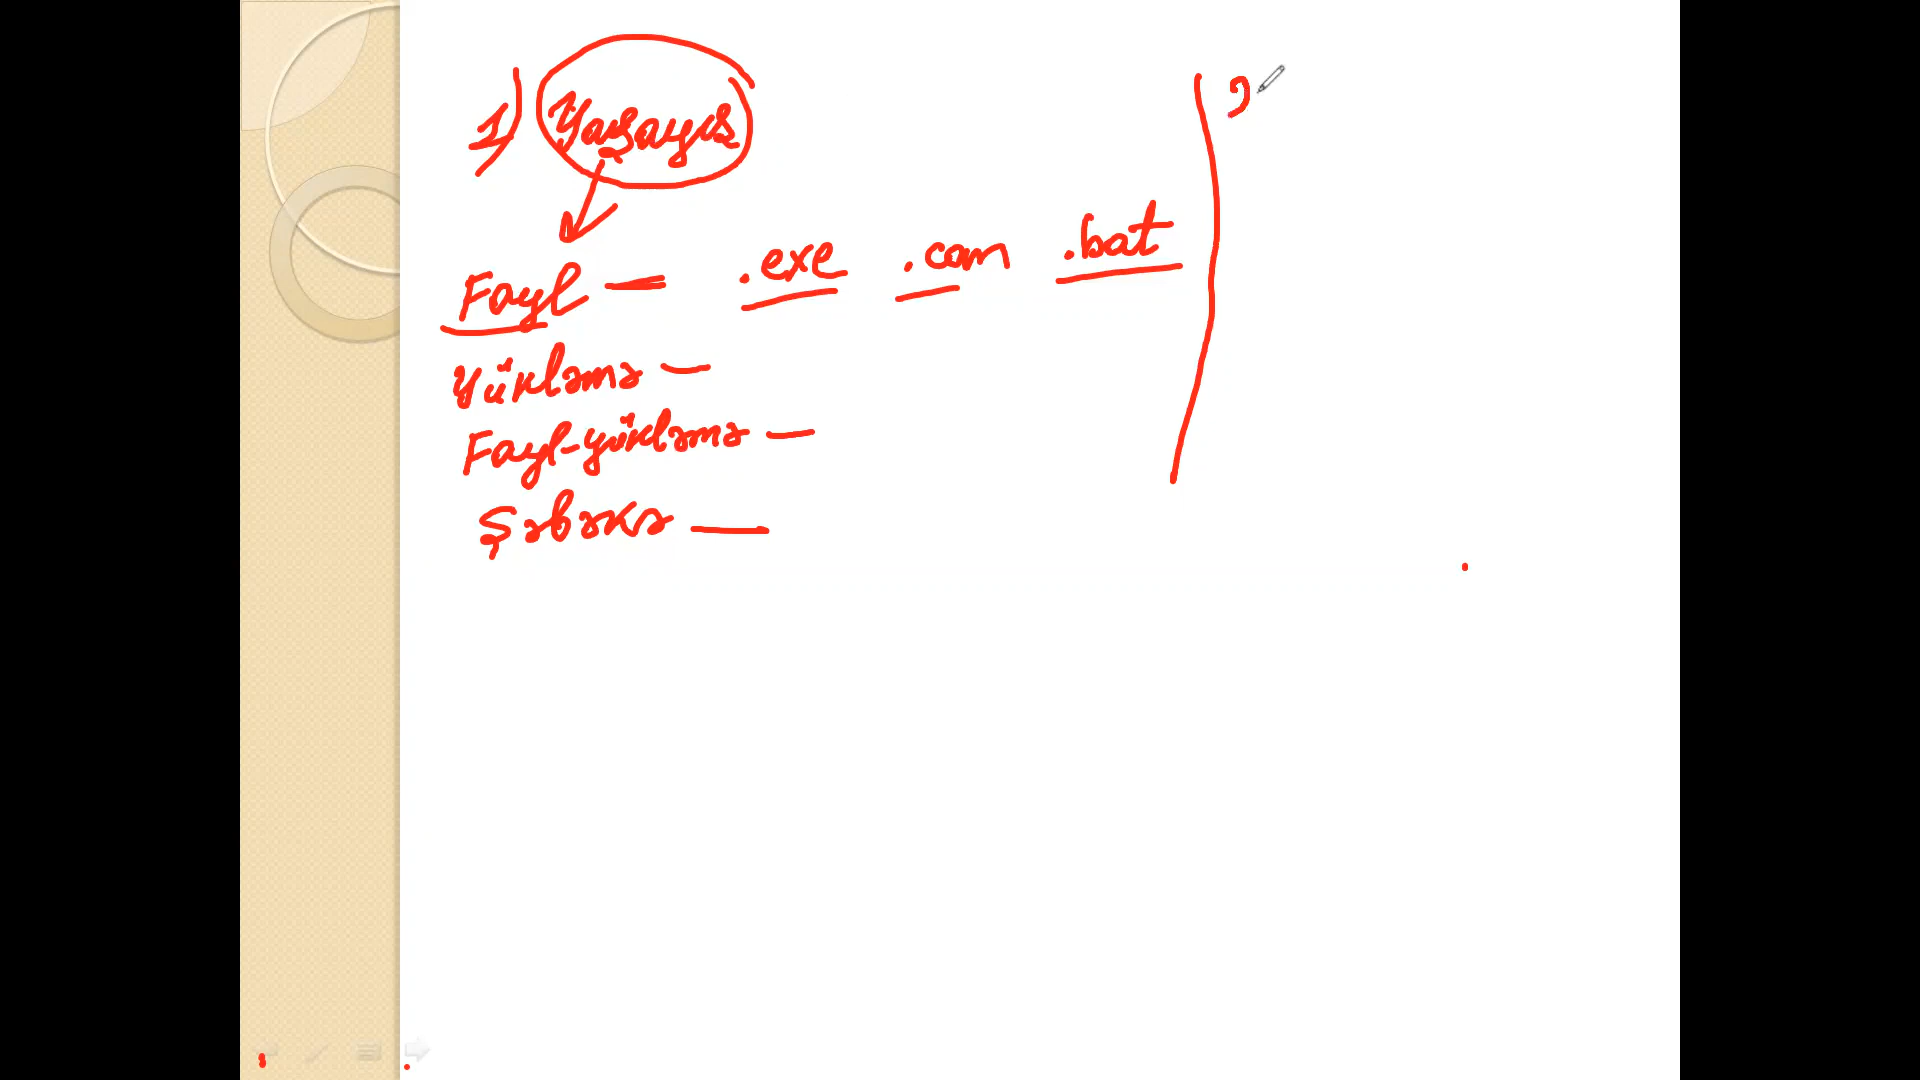 1) Yaşayış
Fayl — .exe .com .bat
Yükləmə —
Fayl-yükləmə —
Şəbəkə —